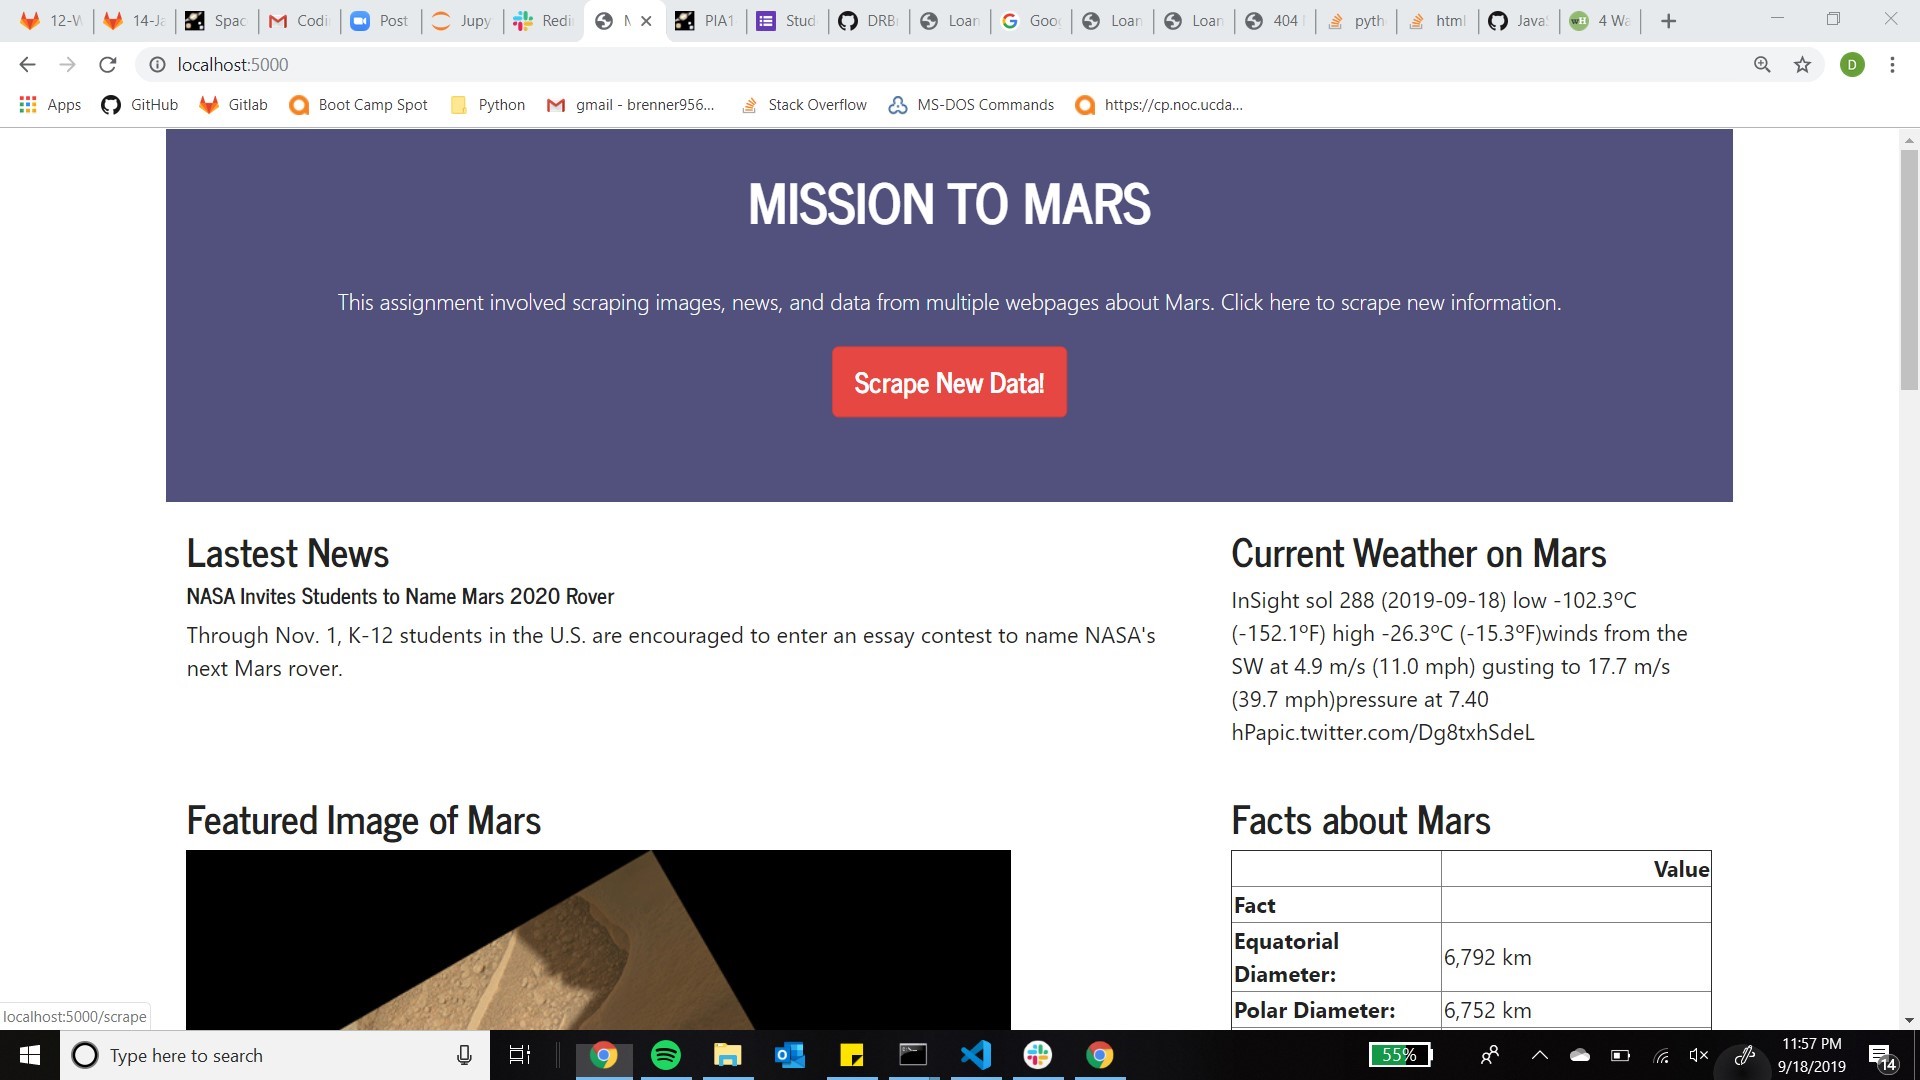 12-W 14-Ja Spac Codi Post Jupy Redi M PIA1 Stud DRBr Loan Goog Loan Loan 404 pyth html Java 4 Wa
localhost:5000 D
Apps GitHub Gitlab Boot Camp Spot Python gmail - brenner956... Stack Overflow MS-DOS Commands https://cp.noc.ucda...
MISSION TO MARS
This assignment involved scraping images, news, and data from multiple webpages about Mars. Click here to scrape new information.
Scrape New Data!
Lastest News
NASA Invites Students to Name Mars 2020 Rover
Through Nov. 1, K-12 students in the U.S. are encouraged to enter an essay contest to name NASA's
next Mars rover.
Current Weather on Mars
InSight sol 288 (2019-09-18) low -102.3ºC
(-152.1ºF) high -26.3ºC (-15.3ºF)winds from the
SW at 4.9 m/s (11.0 mph) gusting to 17.7 m/s
(39.7 mph)pressure at 7.40
hPapic.twitter.com/Dg8txhSdeL
Featured Image of Mars
Facts about Mars
Value
Fact
Equatorial
Diameter:
6,792 km
Polar Diameter: 6,752 km
localhost:5000/scrape
Type here to search
55%
11:57 PM
9/18/2019
14